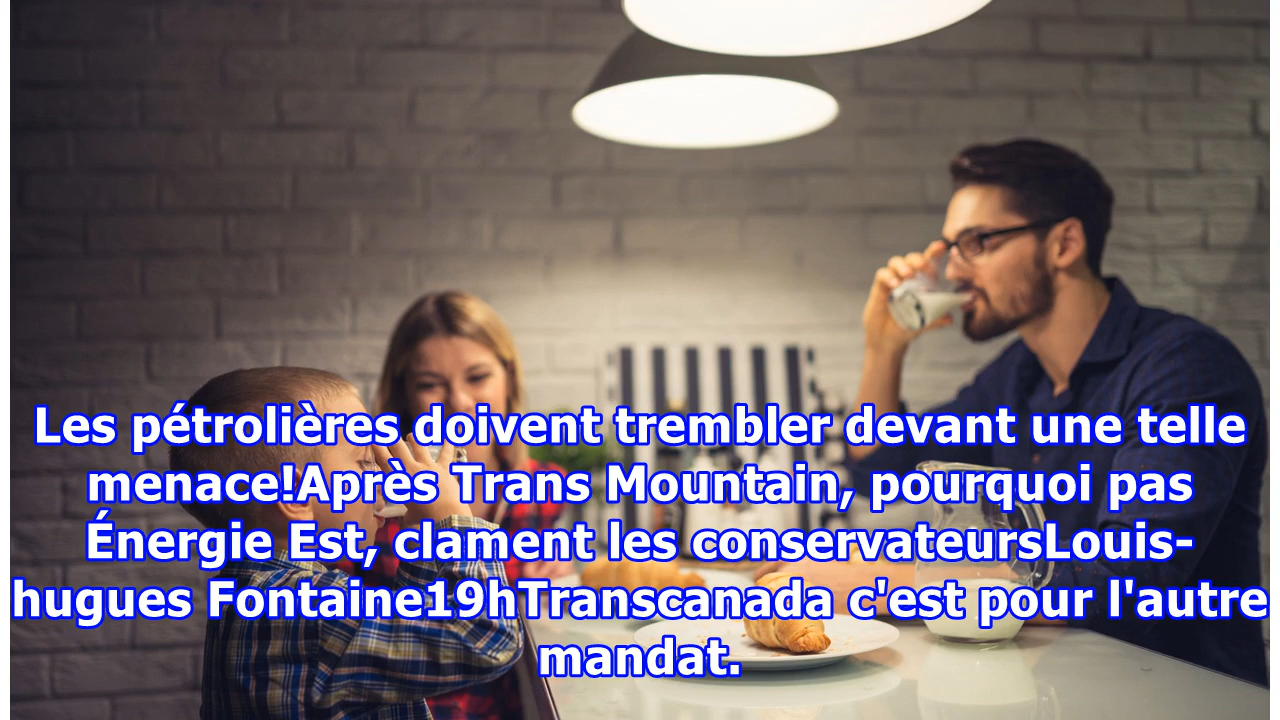 Les pétrolières doivent trembler devant une telle
menace!Après Trans Mountain, pourquoi pas
Énergie Est, clament les conservateursLouis-
hugues Fontaine19hTranscanada c'est pour l'autre
mandat.